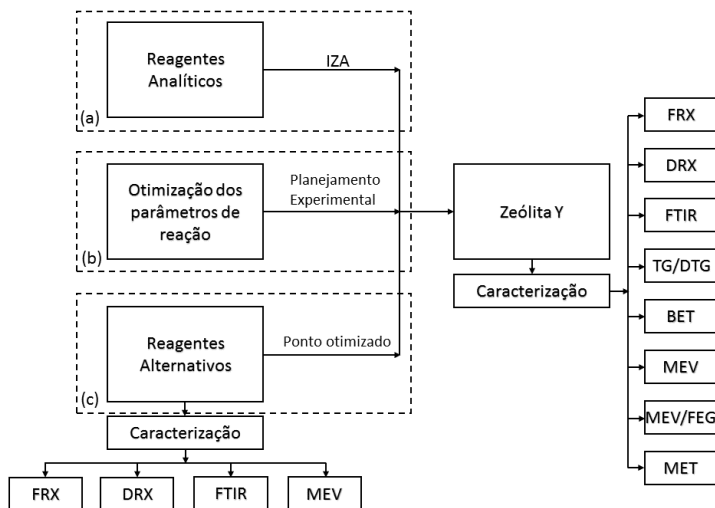 Reagentes
Analíticos
IZA
(a)
Otimização dos
parâmetros de
reação
Planejamento
Experimental
(b)
Reagentes
Alternativos
Ponto otimizado
(c)
Caracterização
FRX
DRX
FTIR
MEV
Zeólita Y
Caracterização
FRX
DRX
FTIR
TG/DTG
BET
MEV
MEV/FEG
MET